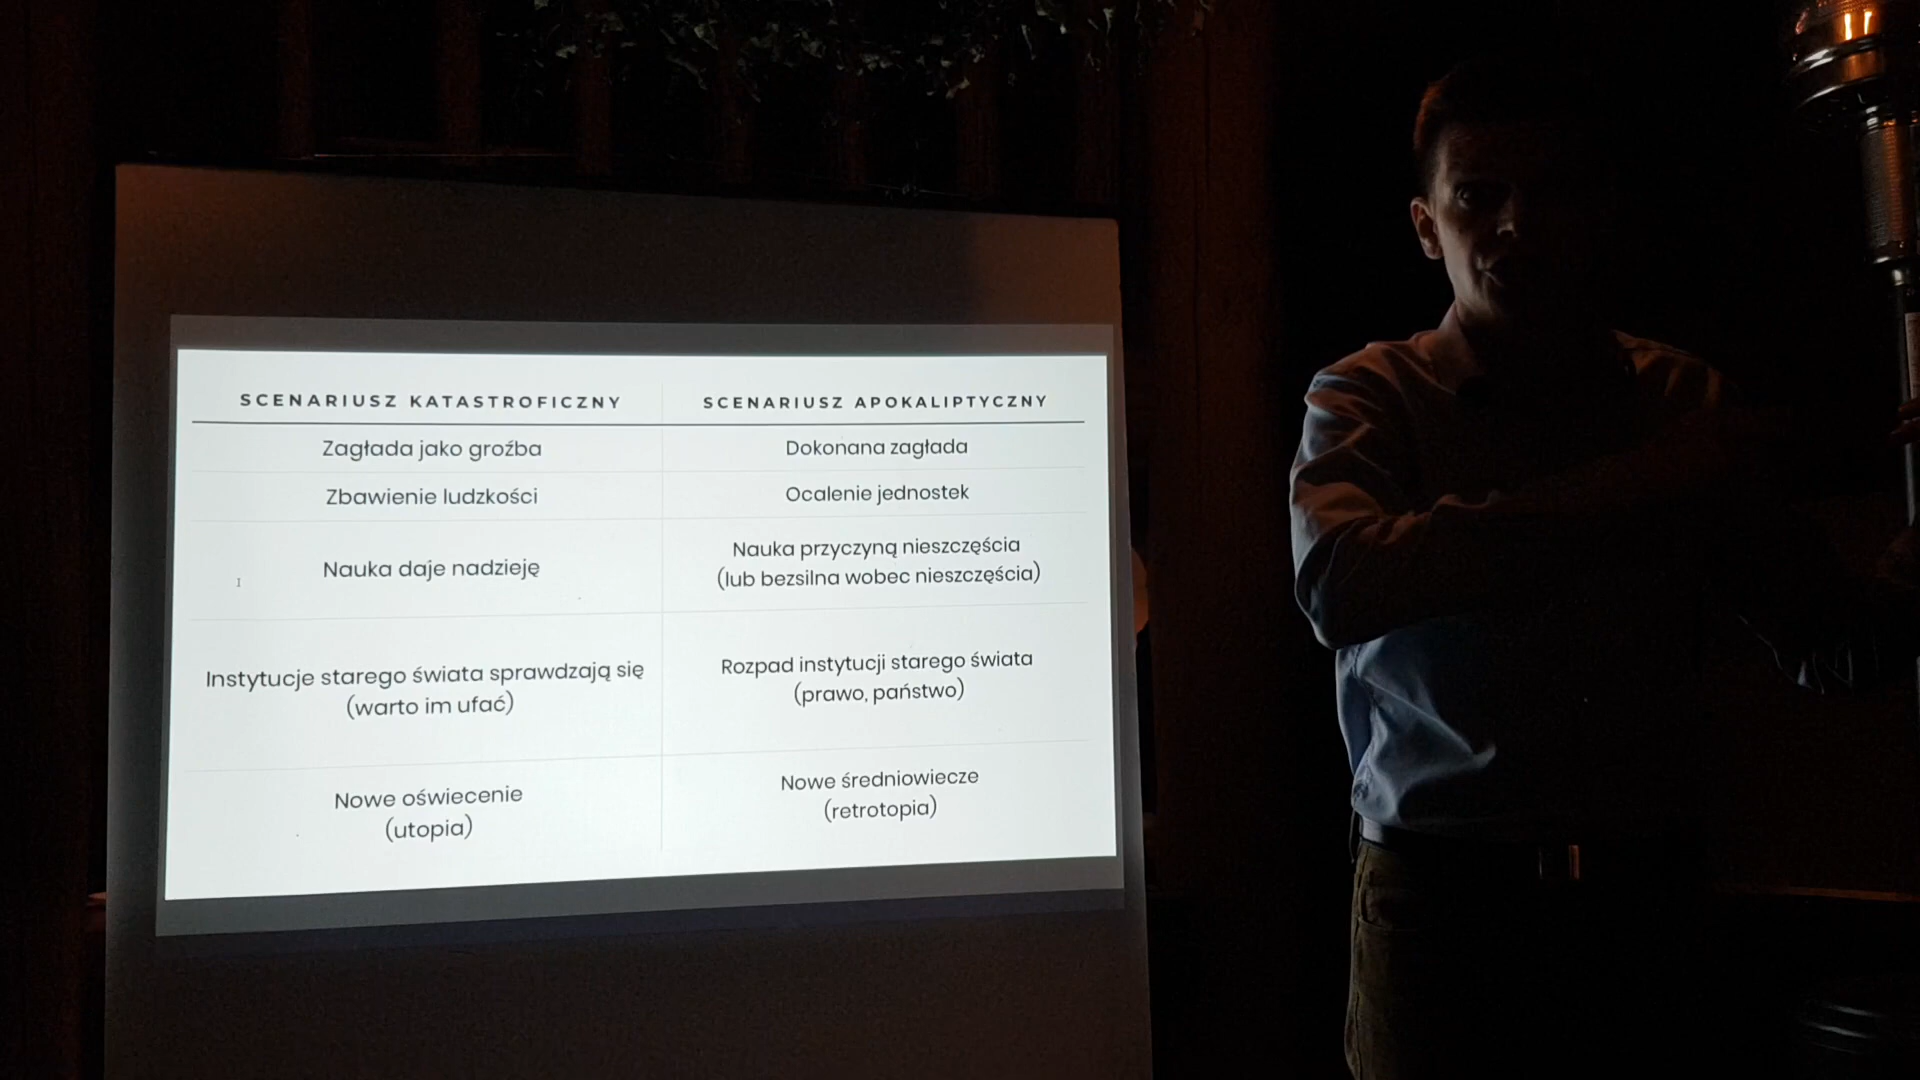 SCENARIUSZ KATASTROFICZNY
SCENARIUSZ APOKALIPTYCZNY
Zagłada jako groźba
Dokonana zagłada
Zbawienie ludzkości
Ocalenie jednostek
Nauka daje nadzieję
Nauka przyczyną nieszczęścia
(lub bezsilna wobec nieszczęścia)
Instytucje starego świata sprawdzają się
(warto im ufać)
Rozpad instytucji starego świata
(prawo, państwo)
Nowe oświecenie
(utopia)
Nowe średniowiecze
(retrotopia)